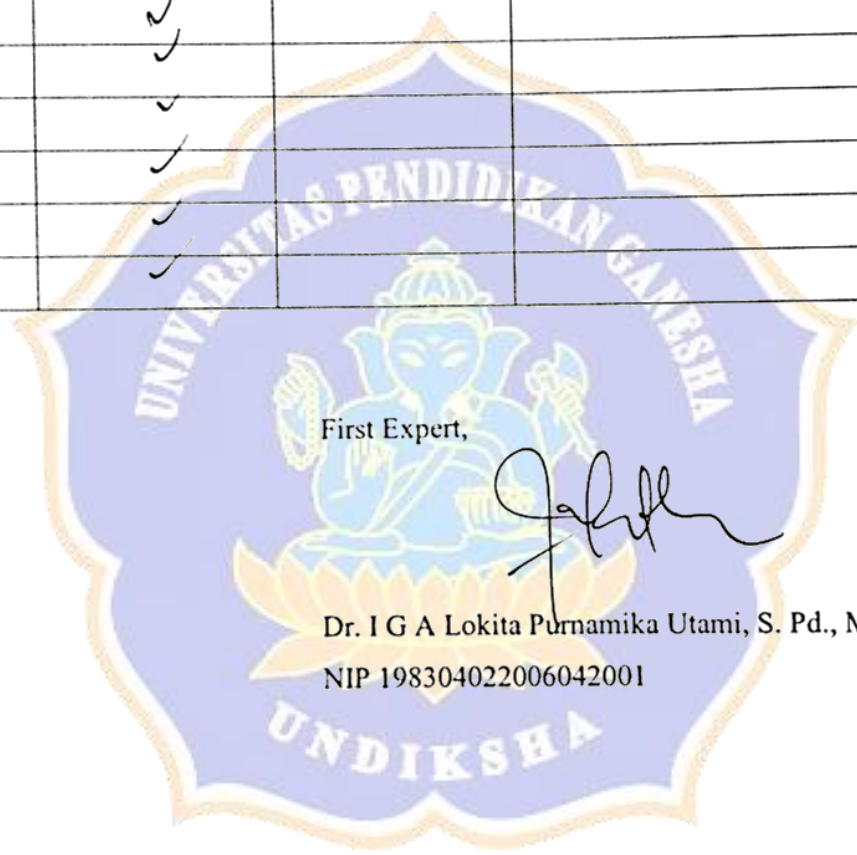 ✓
✓
✓
✓
✓
✓
UNIVERSITAS PENDIDIKAN GANESHA
First Expert,
Dr. I G A Lokita Purnamika Utami, S. Pd., M
NIP 198304022006042001
UNDIKSHA